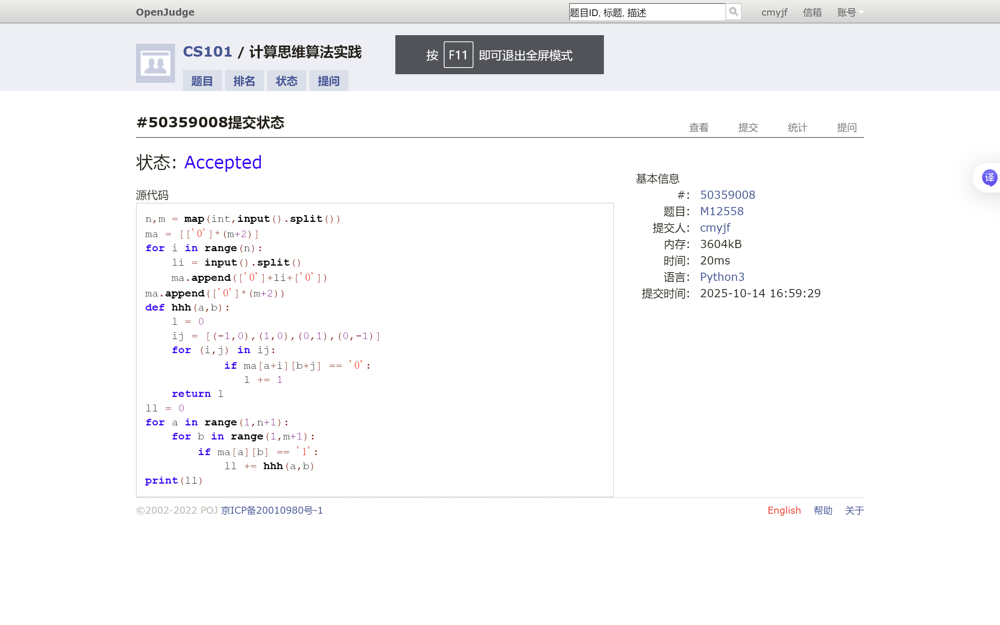 OpenJudge
题目ID, 标题, 描述
cmyjf
信箱
账号
CS101 / 计算思维算法实践
按 F11 即可退出全屏模式
题目
排名
状态
提问
#50359008提交状态
查看
提交
统计
提问
状态: Accepted
译
源代码
n,m = map(int,input().split())
ma = [['0']*(m+2)]
for i in range(n):
    li = input().split()
    ma.append(['0']+li+['0'])
ma.append(['0']*(m+2))
def hhh(a,b):
    l = 0
    ij = [(-1,0),(1,0),(0,1),(0,-1)]
    for (i,j) in ij:
            if ma[a+i][b+j] == '0':
               l += 1
    return l
ll = 0
for a in range(1,n+1):
    for b in range(1,m+1):
        if ma[a][b] == '1':
            ll += hhh(a,b)
print(ll)
基本信息
#: 50359008
题目: M12558
提交人: cmyjf
内存: 3604kB
时间: 20ms
语言: Python3
提交时间: 2025-10-14 16:59:29
©2002-2022 POJ 京ICP备20010980号-1
English
帮助
关于